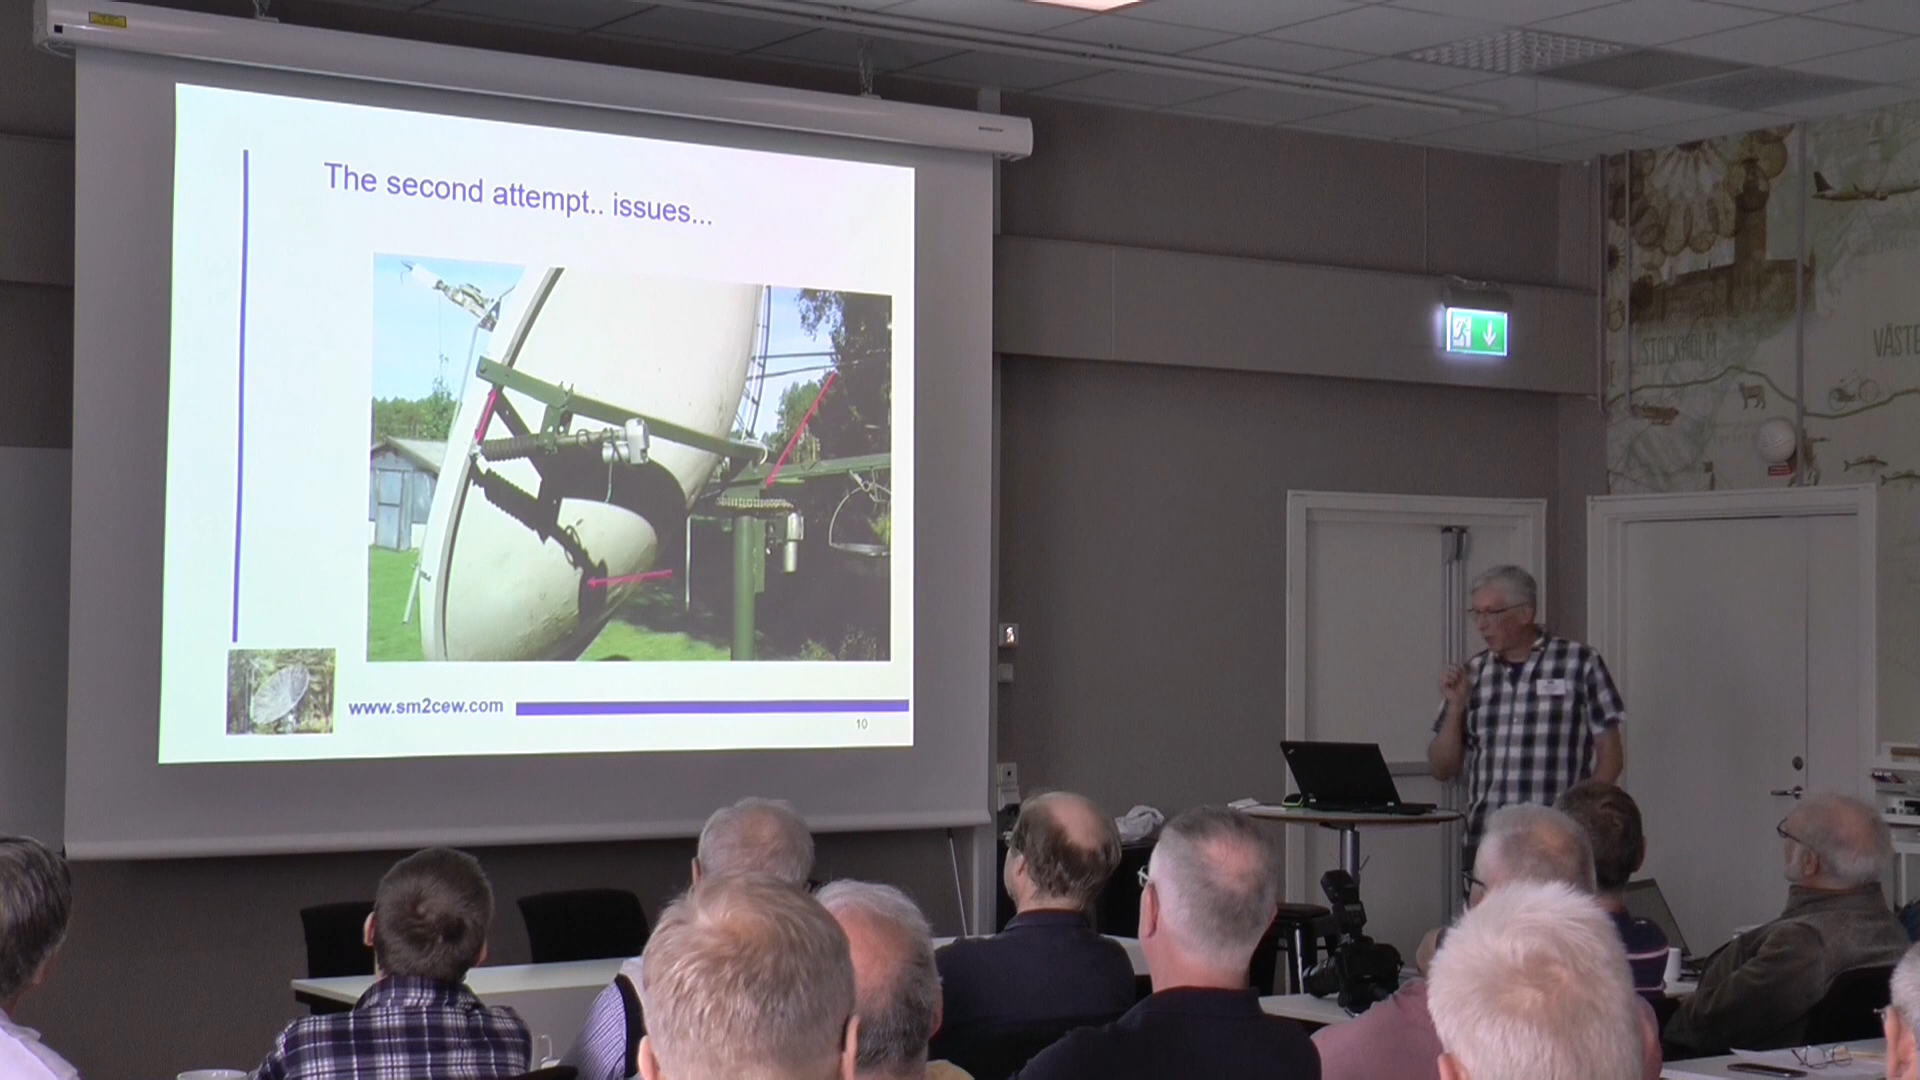 The second attempt.. issues...
www.sm2cew.com
10
STOCKHOLM
VÄSTE